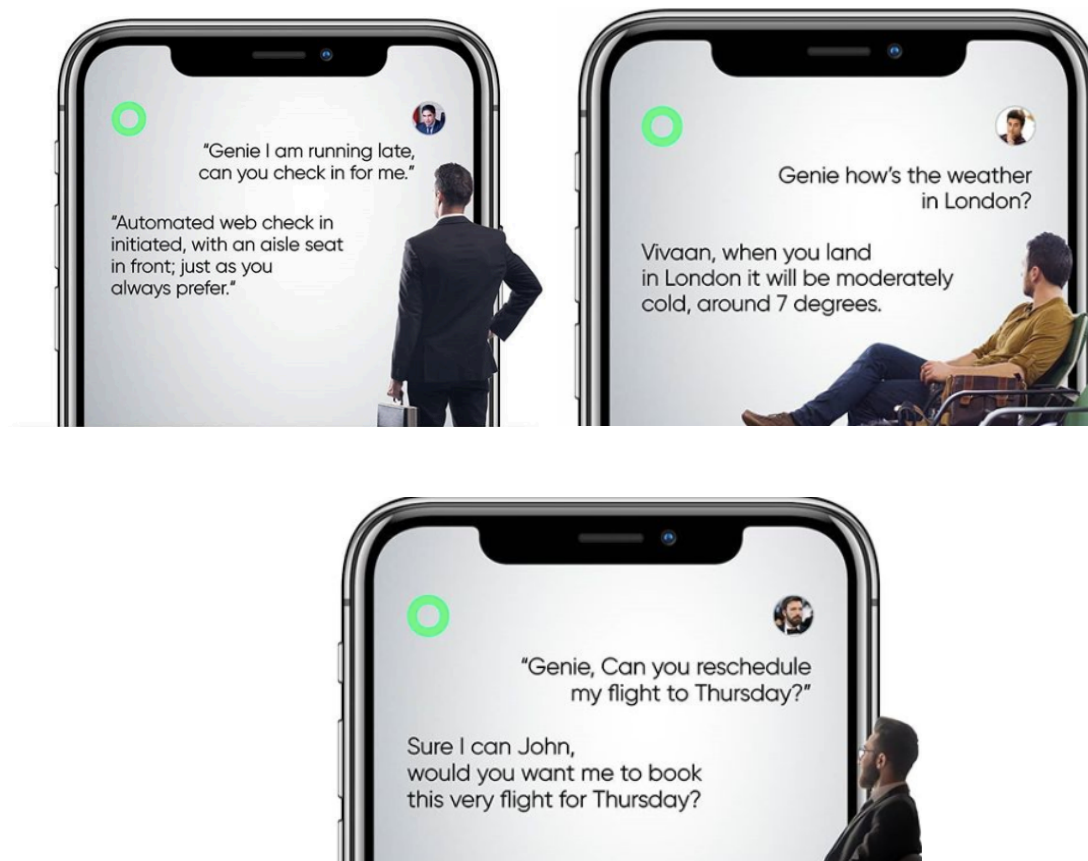 "Genie I am running late,
can you check in for me."
"Automated web check in
initiated, with an aisle seat
in front; just as you
always prefer."
Genie how's the weather
in London?
Vivaan, when you land
in London it will be moderately
cold, around 7 degrees.
"Genie, Can you reschedule
my flight to Thursday?"
Sure I can John,
would you want me to book
this very flight for Thursday?